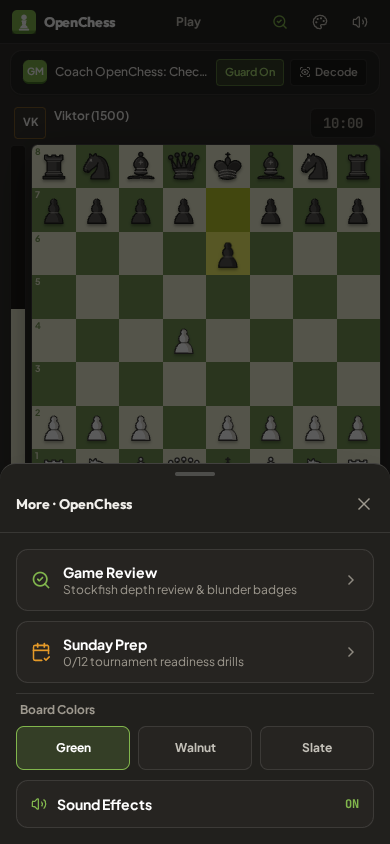 OpenChess
Play
GM
Coach OpenChess: Chec...
Guard On
Decode
VK
Viktor (1500)
10:00
8
7
6
5
4
3
2
1
More · OpenChess
Game Review
Stockfish depth review & blunder badges
Sunday Prep
0/12 tournament readiness drills
Board Colors
Green
Walnut
Slate
Sound Effects
ON